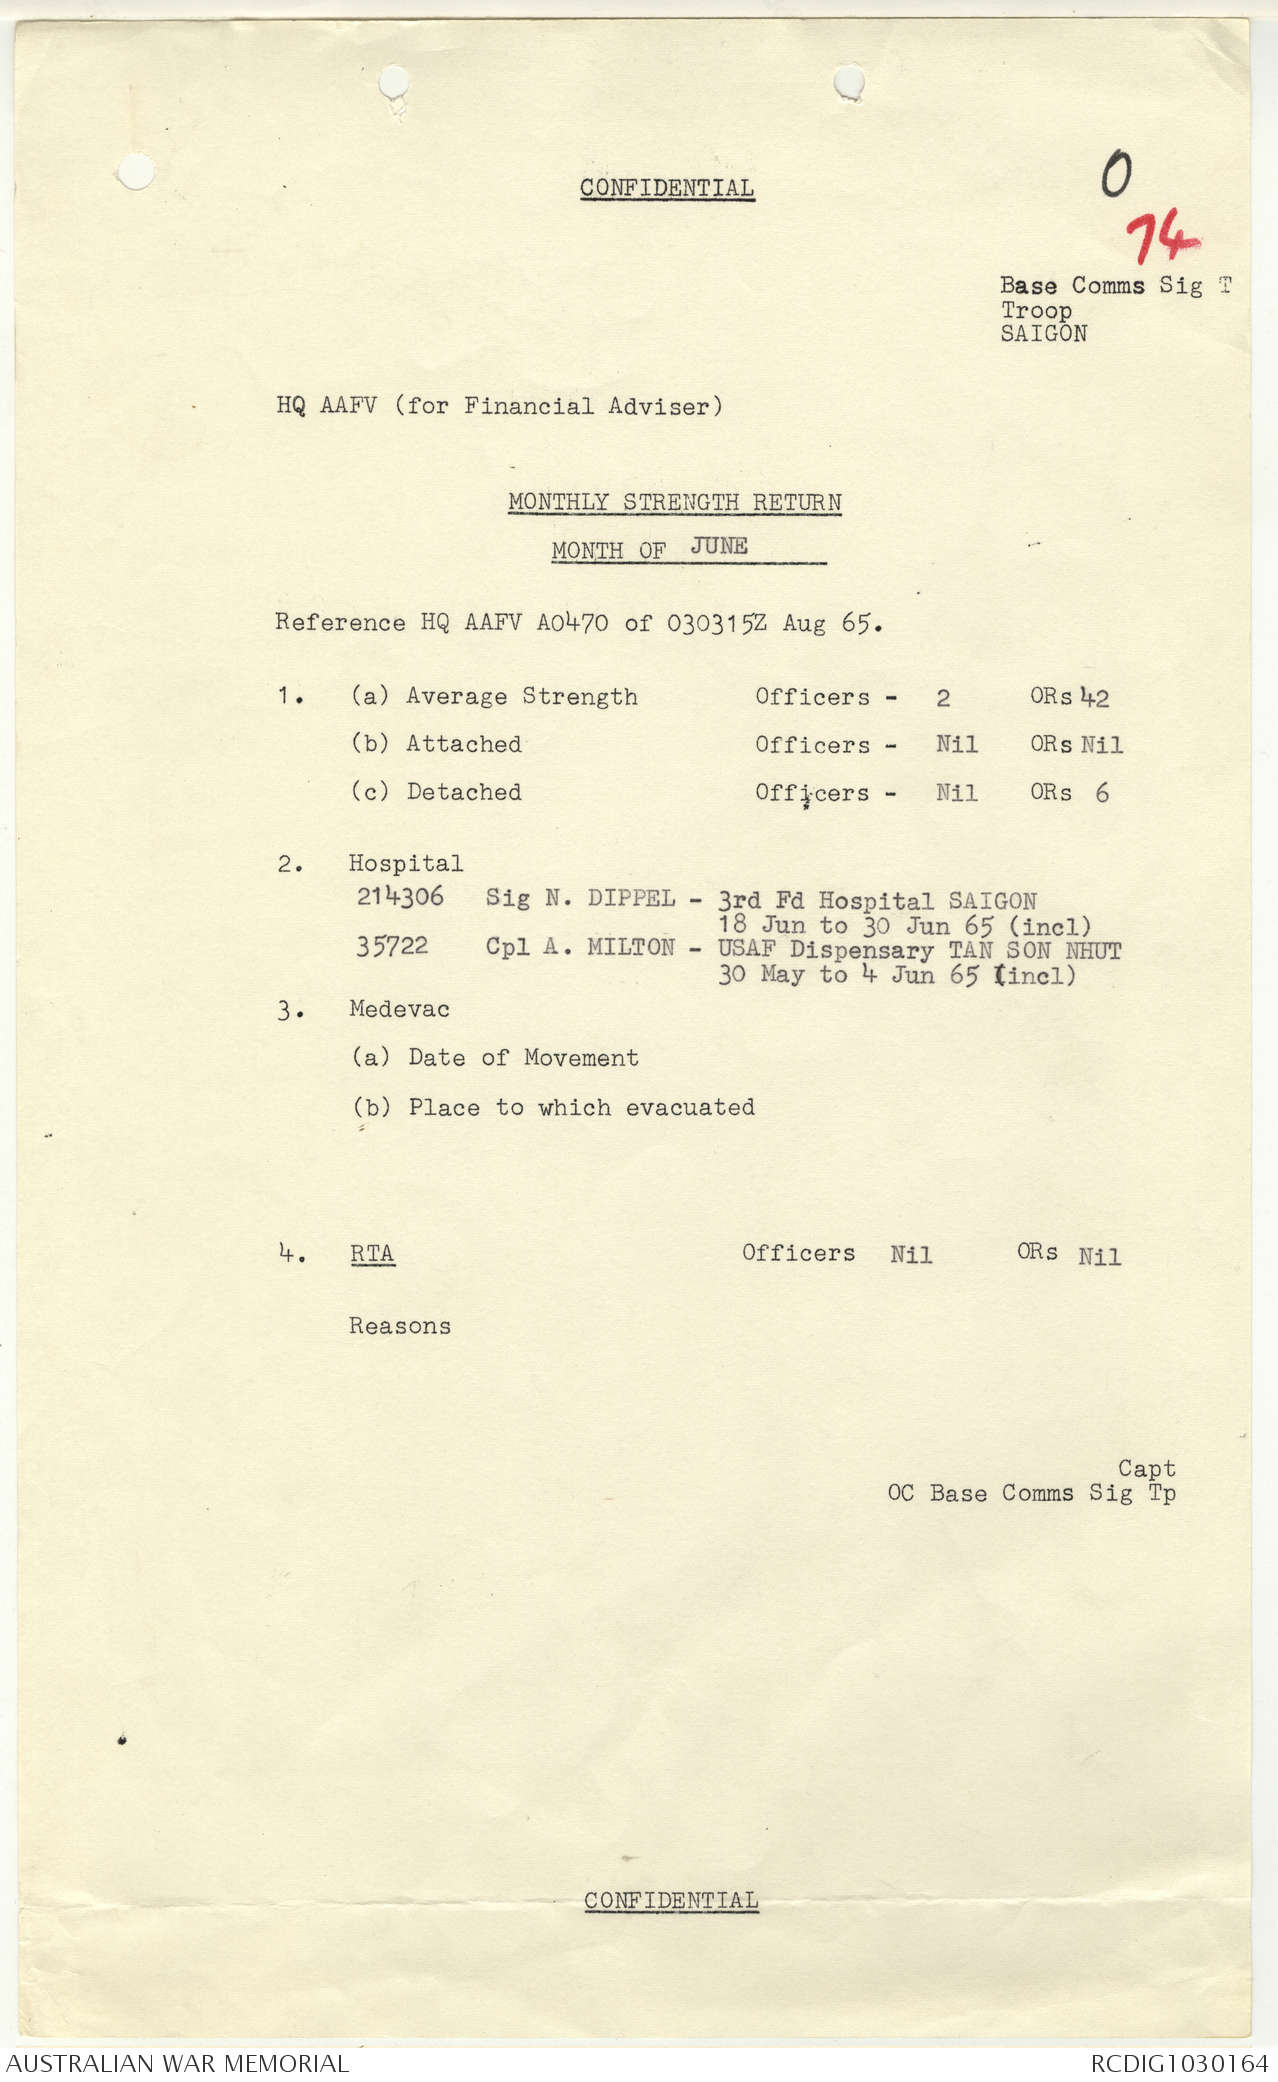 CONFIDENTIAL
0
74
Base Comms Sig T
Troop
SAIGON
HQ AAFV (for Financial Adviser)
MONTHLY STRENGTH RETURN
MONTH OF JUNE
Reference HQ AAFV A0470 of 030315Z Aug 65.
1. (a) Average Strength Officers - 2 ORs 42
(b) Attached Officers - Nil ORs Nil
(c) Detached Officers - Nil ORs 6
2. Hospital
214306 Sig N. DIPPEL - 3rd Fd Hospital SAIGON
18 Jun to 30 Jun 65 (incl)
35722 Cpl A. MILTON - USAF Dispensary TAN SON NHUT
30 May to 4 Jun 65 (incl)
3. Medevac
(a) Date of Movement
(b) Place to which evacuated
4. RTA Officers Nil ORs Nil
Reasons
Capt
OC Base Comms Sig Tp
CONFIDENTIAL
AUSTRALIAN WAR MEMORIAL RCDIG1030164